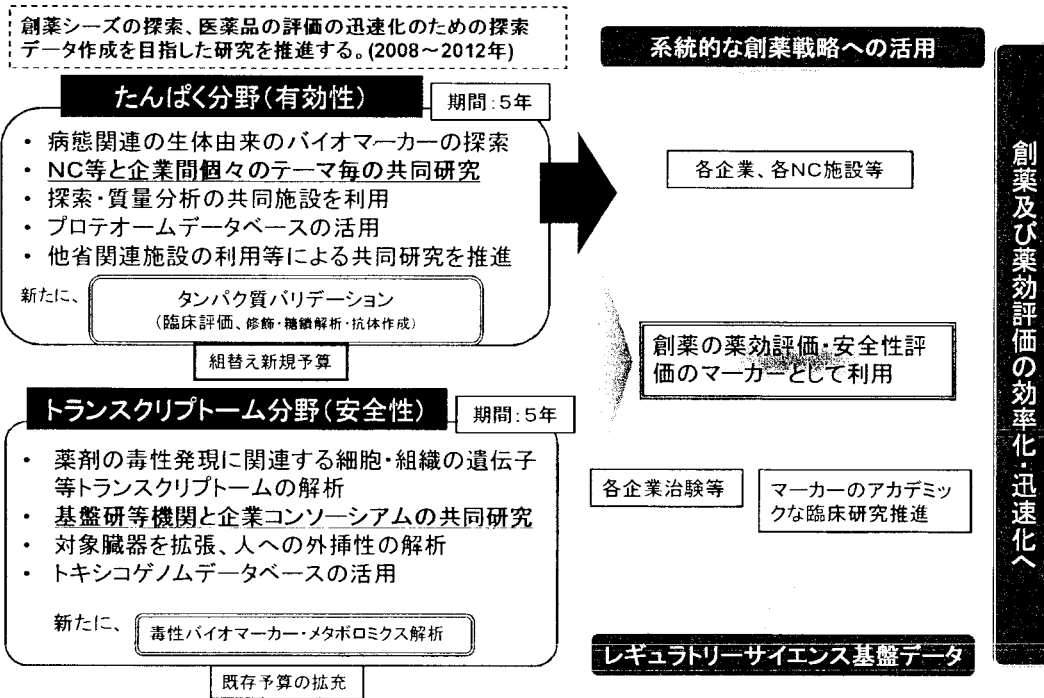 創薬シーズの探索、医薬品の評価の迅速化のための探索
データ作成を目指した研究を推進する。(2008～2012年)
たんぱく分野(有効性)
期間:5年
・ 病態関連の生体由来のバイオマーカーの探索
・ NC等と企業間個々のテーマ毎の共同研究
・ 探索・質量分析の共同施設を利用
・ プロテオームデータベースの活用
・ 他省関連施設の利用等による共同研究を推進
新たに、
タンパク質バリデーション
(臨床評価、修飾・糖鎖解析・抗体作成)
組替え新規予算
トランスクリプトーム分野(安全性)
期間:5年
・ 薬剤の毒性発現に関連する細胞・組織の遺伝子
等トランスクリプトームの解析
・ 基盤研等機関と企業コンソーシアムの共同研究
・ 対象臓器を拡張、人への外挿性の解析
・ トキシコゲノムデータベースの活用
新たに、
毒性バイオマーカー・メタボロミクス解析
既存予算の拡充
系統的な創薬戦略への活用
各企業、各NC施設等
創薬の薬効評価・安全性評
価のマーカーとして利用
各企業治験等
マーカーのアカデミッ
クな臨床研究推進
レギュラトリーサイエンス基盤データ
創薬及び薬効評価の効率化・迅速化へ